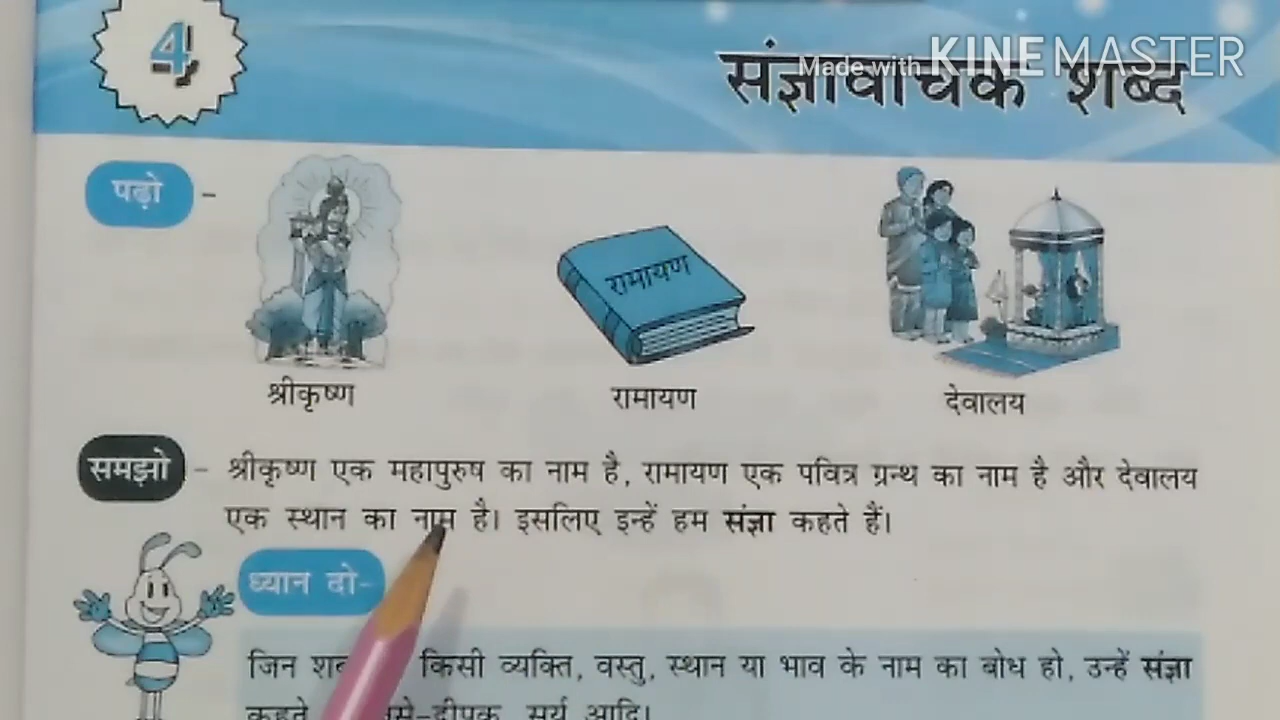 4
संज्ञावाचक शब्द
Made with KINEMASTER
पढ़ो –
रामायण
श्रीकृष्ण रामायण देवालय
समझो – श्रीकृष्ण एक महापुरुष का नाम है, रामायण एक पवित्र ग्रन्थ का नाम है और देवालय
एक स्थान का नाम है। इसलिए इन्हें हम संज्ञा कहते हैं।
ध्यान दो-
जिन किसी व्यक्ति, वस्तु, स्थान या भाव के नाम का बोध हो, उन्हें संज्ञा
कहते दीपक, सूर्य आदि।